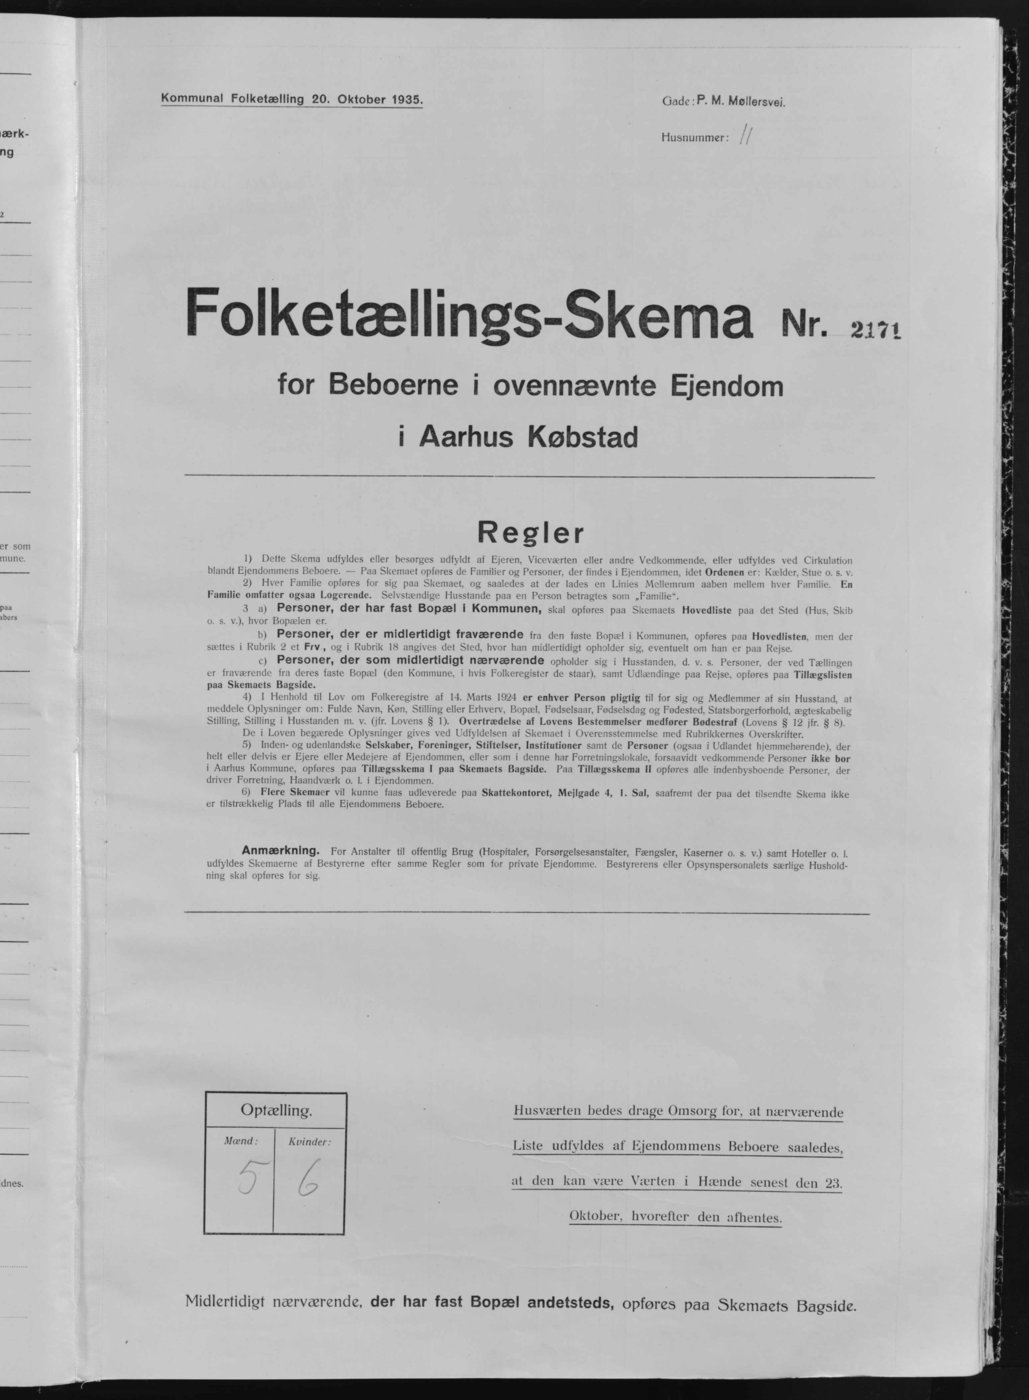 Kommunal Folketælling 20. Oktober 1935.
Gade: P. M. Møllersvej.
Husnummer: 11
Folketællings-Skema Nr. 2171
for Beboerne i ovennævnte Ejendom
i Aarhus Købstad
Regler
1) Dette Skema udfyldes eller besørges udfyldt af Ejeren, Viceværten eller andre Vedkommende, eller udfyldes ved Cirkulation
blandt Ejendommens Beboere. — Paa Skemaet opføres de Familier og Personer, der findes i Ejendommen, idet Ordenen er: Kælder, Stue o. s. v.
2) Hver Familie opføres for sig paa Skemaet, og saaledes at der lades en Linies Mellemrum aaben mellem hver Familie. En
Familie omfatter ogsaa Logerende. Selvstændige Husstande paa en Person betragtes som „Familie“.
3 a) Personer, der har fast Bopæl i Kommunen, skal opføres paa Skemaets Hovedliste paa det Sted (Hus, Skib
o. s. v.), hvor Bopælen er.
b) Personer, der er midlertidigt fraværende fra den faste Bopæl i Kommunen, opføres paa Hovedlisten, men der
sættes i Rubrik 2 et Frv., og i Rubrik 18 angives det Sted, hvor han midlertidigt opholder sig, eventuelt om han er paa Rejse.
c) Personer, der som midlertidigt nærværende opholder sig i Husstanden, d. v. s. Personer, der ved Tællingen
er fraværende fra deres faste Bopæl (den Kommune, i hvis Folkeregister de staar), samt Udlændinge paa Rejse, opføres paa Tillægslisten
paa Skemaets Bagside.
4) I Henhold til Lov om Folkeregistre af 14. Marts 1924 er enhver Person pligtig til for sig og Medlemmer af sin Husstand, at
meddele Oplysninger om: Fulde Navn, Køn, Stilling eller Erhverv, Bopæl, Fødselsaar, Fødselsdag og Fødested, Statsborgerforhold, ægteskabelig
Stilling, Stilling i Husstanden m. v. (jfr. Lovens § 1). Overtrædelse af Lovens Bestemmelser medfører Bødestraf (Lovens § 12 jfr. § 8).
De i Loven begærede Oplysninger gives ved Udfyldelsen af Skemaet i Overensstemmelse med Rubrikkernes Overskrifter.
5) Inden- og udenlandske Selskaber, Foreninger, Stiftelser, Institutioner samt de Personer (ogsaa i Udlandet hjemmehørende), der
helt eller delvis er Ejere eller Medejere af Ejendommen, eller som i denne har Forretningslokale, forsaavidt vedkommende Personer ikke bor
i Aarhus Kommune, opføres paa Tillægsskema I paa Skemaets Bagside. Paa Tillægsskema II opføres alle indenbysboende Personer, der
driver Forretning, Haandværk o. l. i Ejendommen.
6) Flere Skemaer vil kunne faas udleverede paa Skattekontoret, Mejlgade 4, 1. Sal, saafremt der paa det tilsendte Skema ikke
er tilstrækkelig Plads til alle Ejendommens Beboere.
Anmærkning. For Anstalter til offentlig Brug (Hospitaler, Forsørgelsesanstalter, Fængsler, Kaserner o. s. v.) samt Hoteller o. l.
udfyldes Skemaerne af Bestyrerne efter samme Regler som for private Ejendomme. Bestyrerens eller Opsynspersonalets særlige Hushold-
ning skal opføres for sig.
Optælling.
Mænd: Kvinder:
5 6
Husværten bedes drage Omsorg for, at nærværende
Liste udfyldes af Ejendommens Beboere saaledes,
at den kan være Værten i Hænde senest den 23.
Oktober, hvorefter den afhentes.
Midlertidigt nærværende, der har fast Bopæl andetsteds, opføres paa Skemaets Bagside.